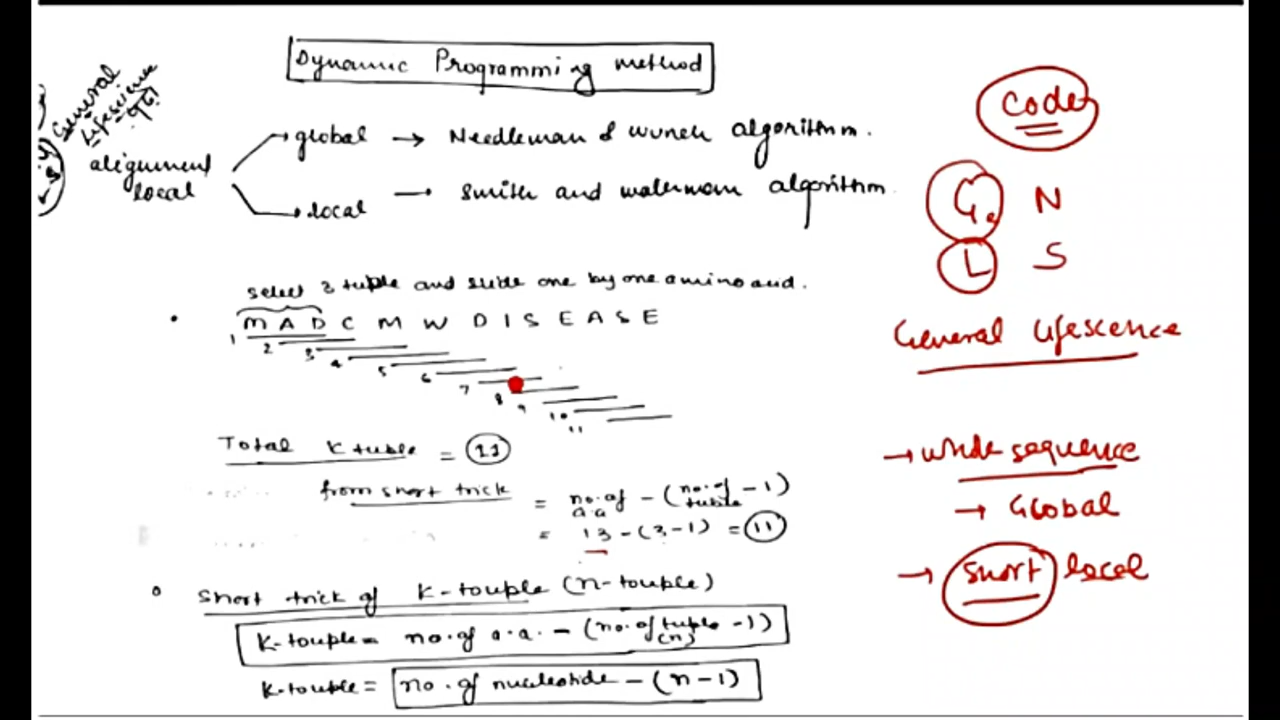 Dynamic Programming method
General
Lifescience
alignment
local
global → Needleman & wunch algorithm.
local → Smith and waterman algorithm
select 3 tuple and slide one by one amino acid.
M A D C M W D I S E A S E
1 2 3 4 5 6 7 8 9 10 11
Total K tuple = 11
from short trick = no. of a.a - (no. of tuble - 1)
= 13 - (3-1) = 11
Short trick of K-touple (n-touple)
K-touple = no. of a.a. - (no. of tuple (n) - 1)
K-touple = no. of nucleotide - (n-1)
Code
G. N
L S
General Lifescence
→ whole sequence
→ Global
→ short local